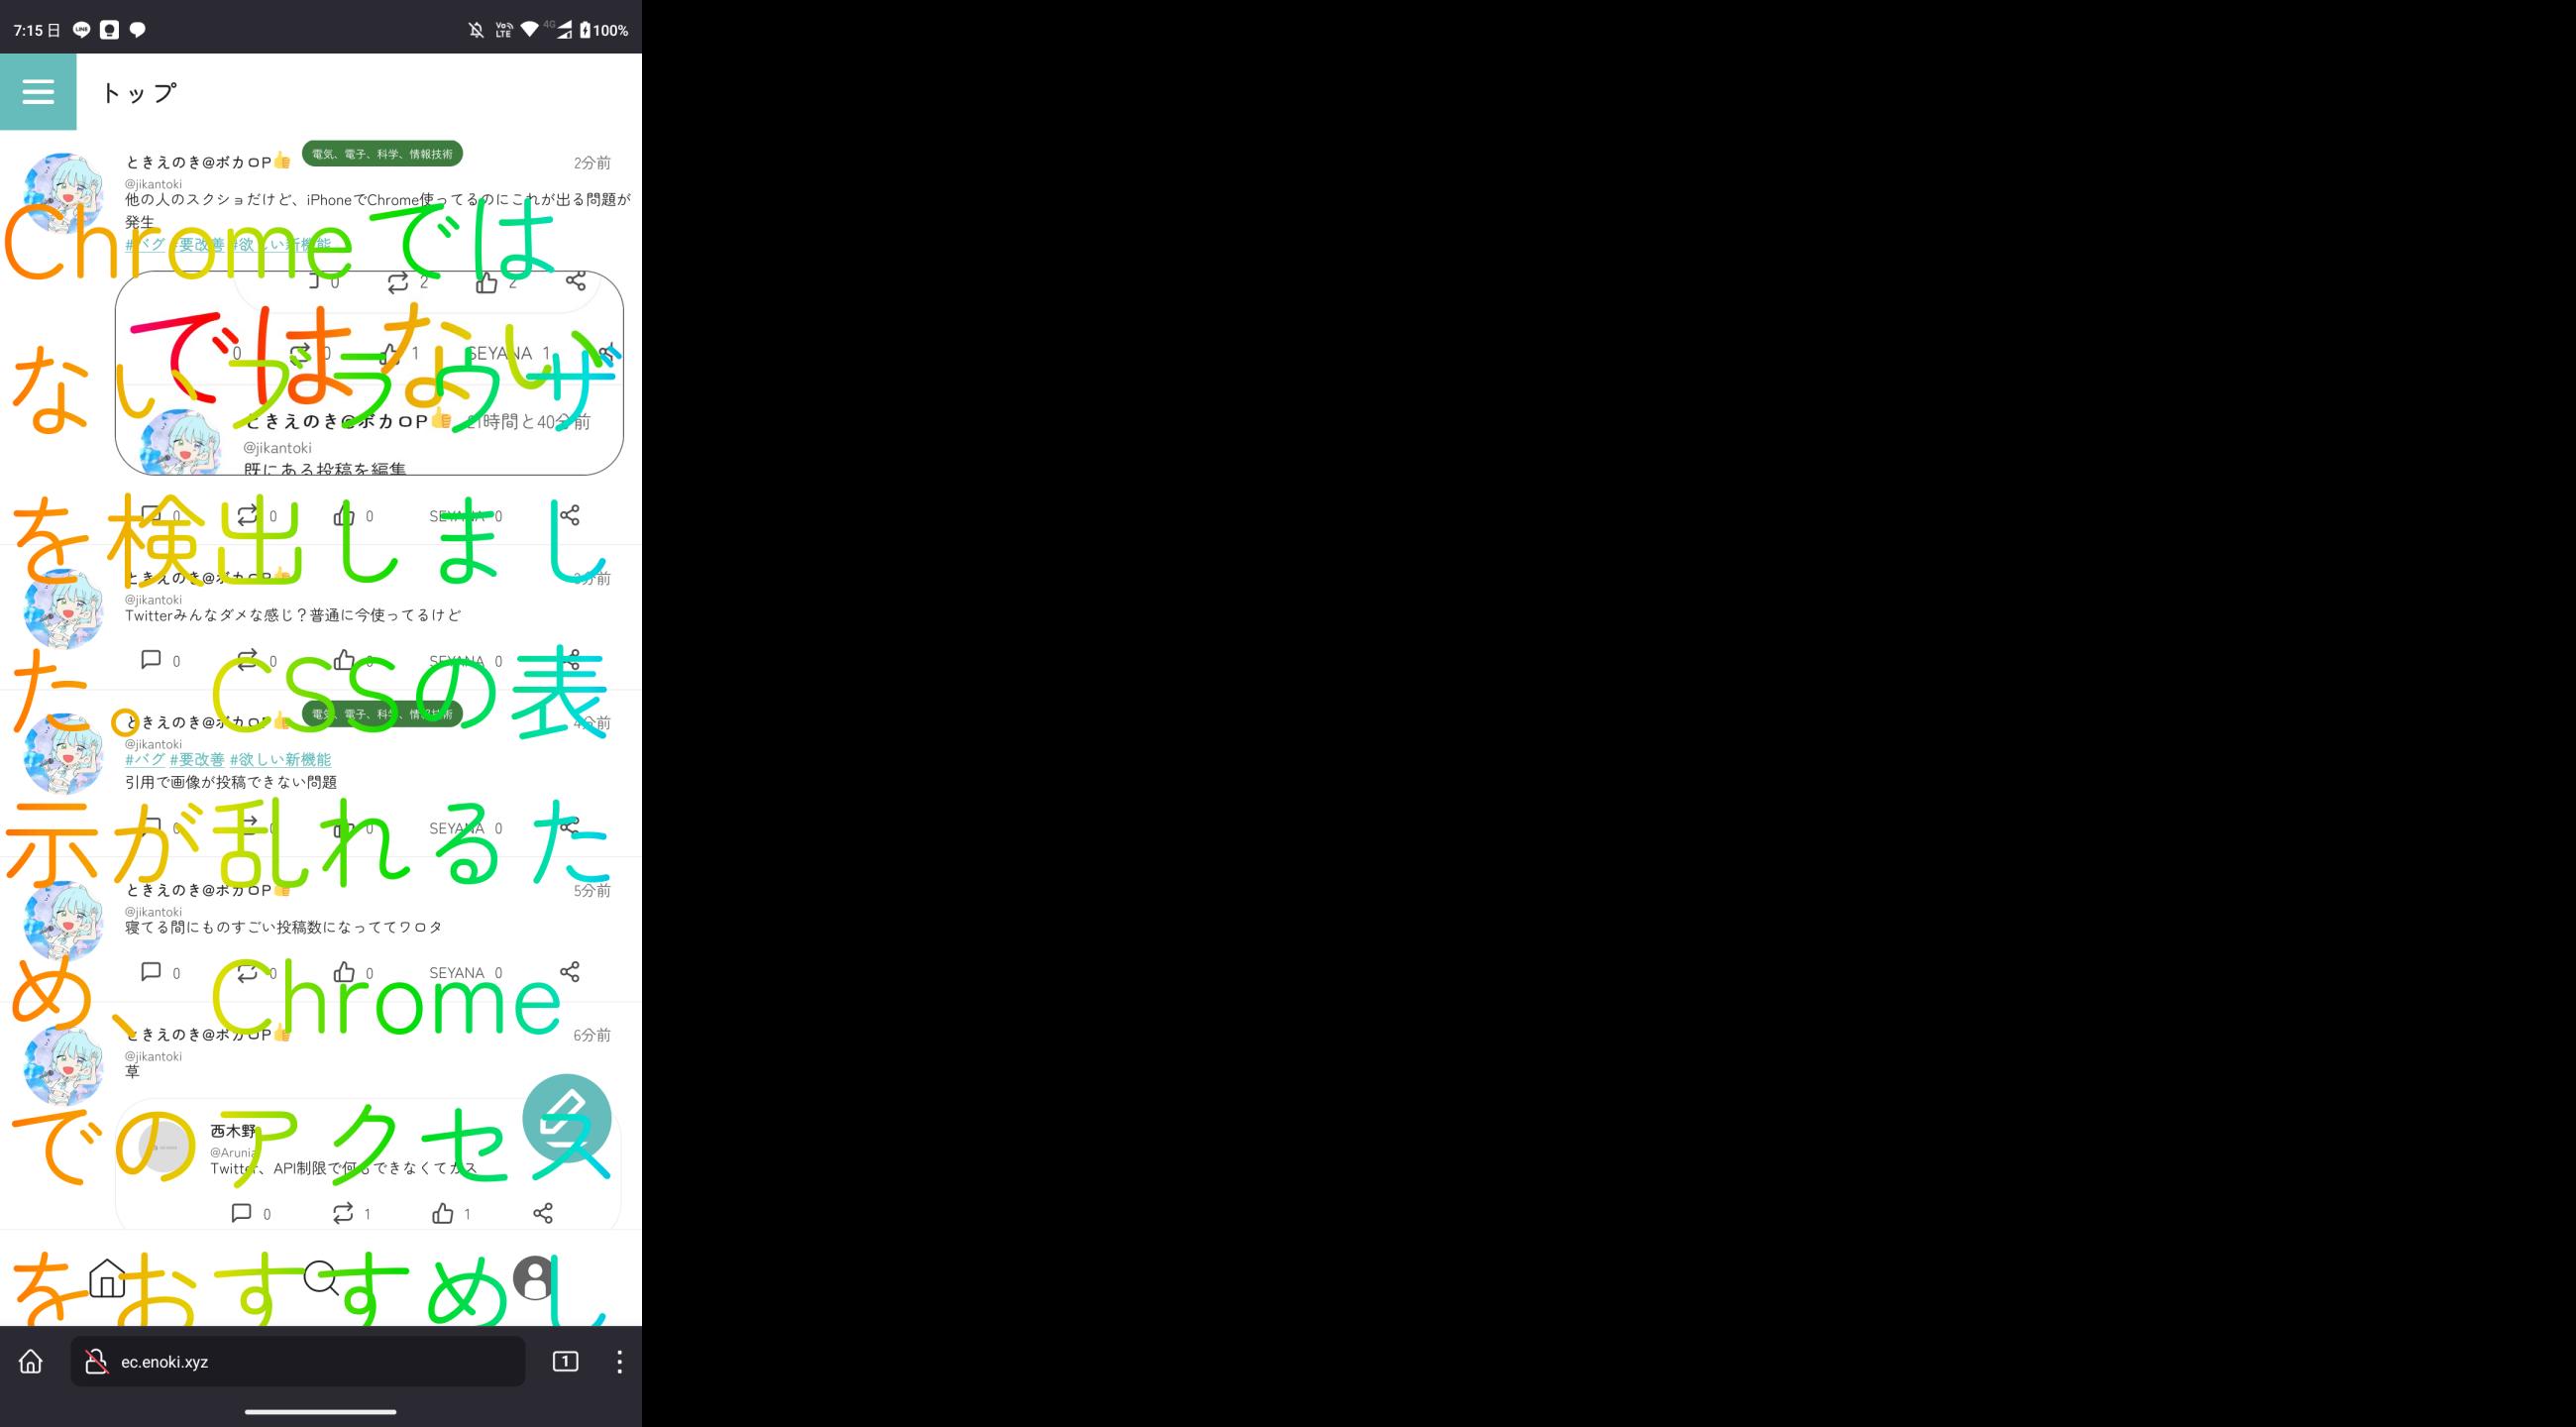 7:15 日
LINE
Vo LTE
4G
100%
トップ
ときえのき@ボカロP👍
電気、電子、科学、情報技術
2分前
@jikantoki
他の人のスクショだけど、iPhoneでChrome使ってるのにこれが出る問題が
発生
#バグ #要改善 #欲しい新機能
Chromeでは
0 2 2
ではない
0 0 1 SEYANA 1
ないブラウザ
ときえのき@ボカロP👍 21時間と40分前
@jikantoki
既にある投稿を編集
を検出しまし
0 0 0 SEYANA 0
ときえのき@ボカロP👍
3分前
@jikantoki
Twitterみんなダメな感じ？普通に今使ってるけど
0 0 0 SEYANA 0
た。CSSの表
ときえのき@ボカロP👍
電気、電子、科学、情報技術
4分前
@jikantoki
#バグ #要改善 #欲しい新機能
引用で画像が投稿できない問題
示が乱れるた
0 0 0 SEYANA 0
ときえのき@ボカロP👍
5分前
@jikantoki
寝てる間にものすごい投稿数になっててワロタ
0 0 0 SEYANA 0
め、Chrome
ときえのき@ボカロP👍
6分前
@jikantoki
草
でのアクセス
西木野
@Arunia
Twitter、API制限で何もできなくてカス
0 1 1
をおすすめし
1
ec.enoki.xyz